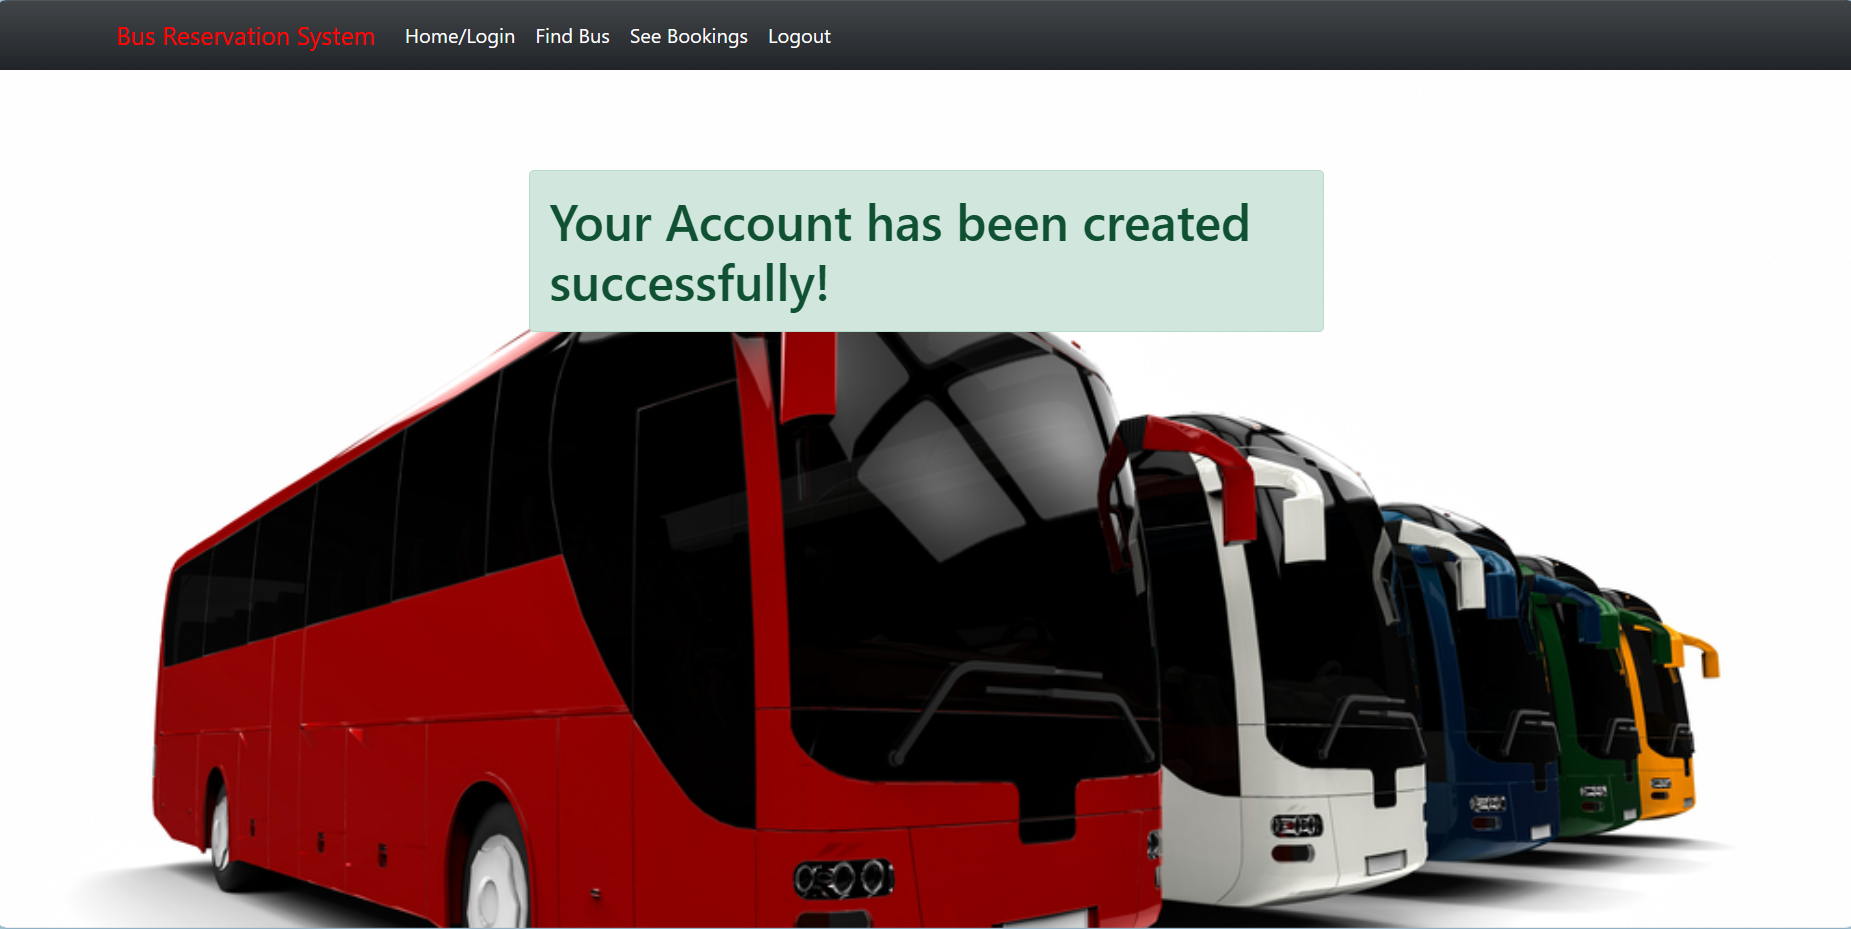 Bus Reservation System Home/Login Find Bus See Bookings Logout
Your Account has been created
successfully!